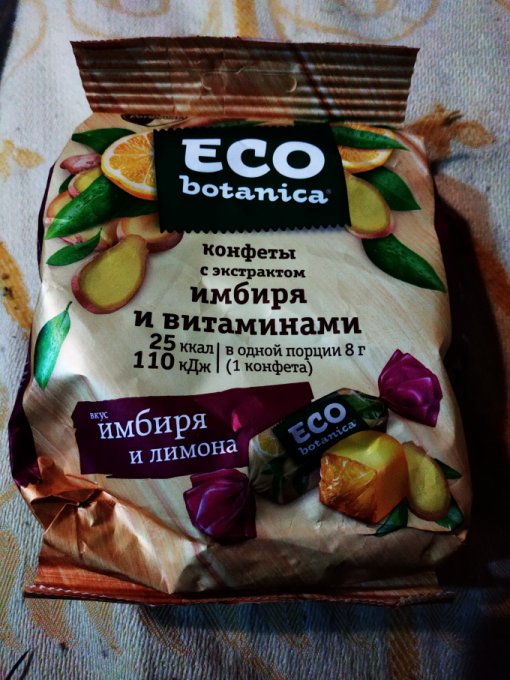 ECO
botanica®
конфеты
с экстрактом
имбиря
и витаминами
25 ккал
110 кДж
в одной порции 8 г
(1 конфета)
вкус
имбиря
и лимона
ECO
botanica